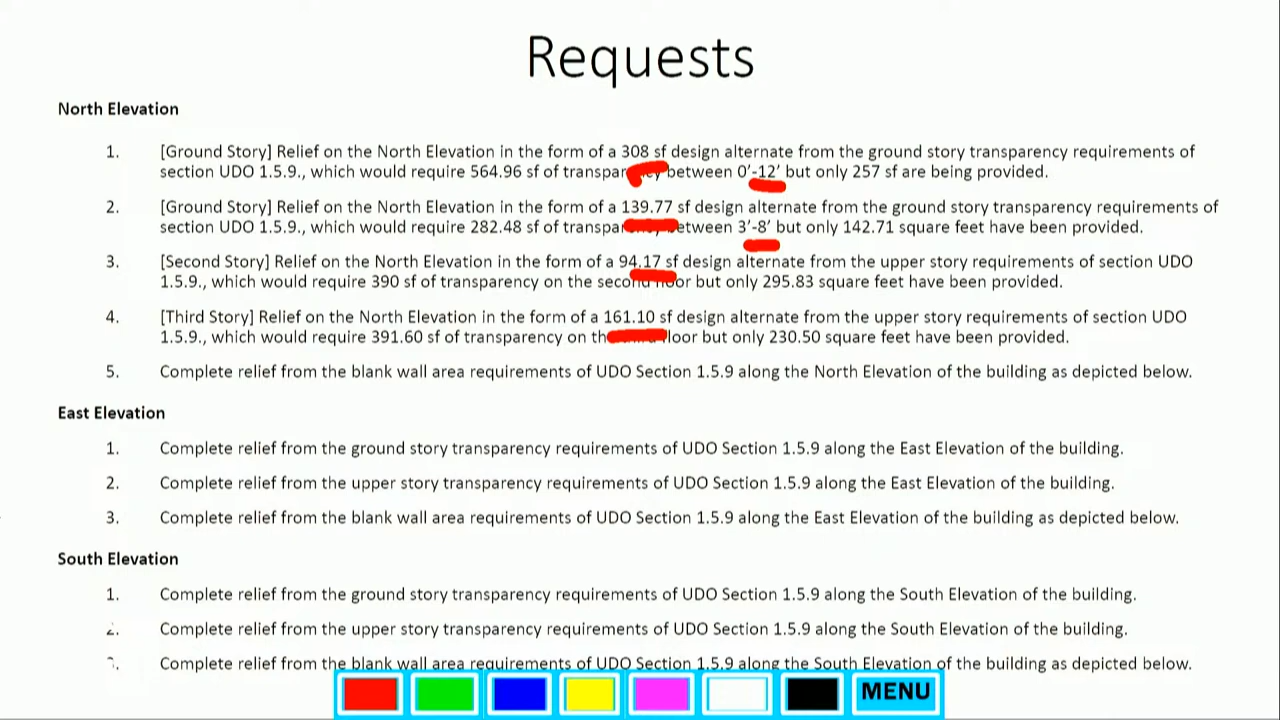 Requests
North Elevation
1. [Ground Story] Relief on the North Elevation in the form of a 308 sf design alternate from the ground story transparency requirements of
section UDO 1.5.9., which would require 564.96 sf of between 0'-12' but only 257 sf are being provided.
2. [Ground Story] Relief on the North Elevation in the form of a 139.77 sf design alternate from the ground story transparency requirements of
section UDO 1.5.9., which would require 282.48 sf of 3'-8' but only 142.71 square feet have been provided.
3. [Second Story] Relief on the North Elevation in the form of a 94.17 sf design alternate from the upper story requirements of section UDO
1.5.9., which would require 390 sf of transparency on the second floor but only 295.83 square feet have been provided.
4. [Third Story] Relief on the North Elevation in the form of a 161.10 sf design alternate from the upper story requirements of section UDO
1.5.9., which would require 391.60 sf of transparency on floor but only 230.50 square feet have been provided.
5. Complete relief from the blank wall area requirements of UDO Section 1.5.9 along the North Elevation of the building as depicted below.
East Elevation
1. Complete relief from the ground story transparency requirements of UDO Section 1.5.9 along the East Elevation of the building.
2. Complete relief from the upper story transparency requirements of UDO Section 1.5.9 along the East Elevation of the building.
3. Complete relief from the blank wall area requirements of UDO Section 1.5.9 along the East Elevation of the building as depicted below.
South Elevation
1. Complete relief from the ground story transparency requirements of UDO Section 1.5.9 along the South Elevation of the building.
2. Complete relief from the upper story transparency requirements of UDO Section 1.5.9 along the South Elevation of the building.
Complete relief from the blank wall area requirements of UDO Section 1.5.9 along the South Elevation of the building as depicted below.
MENU